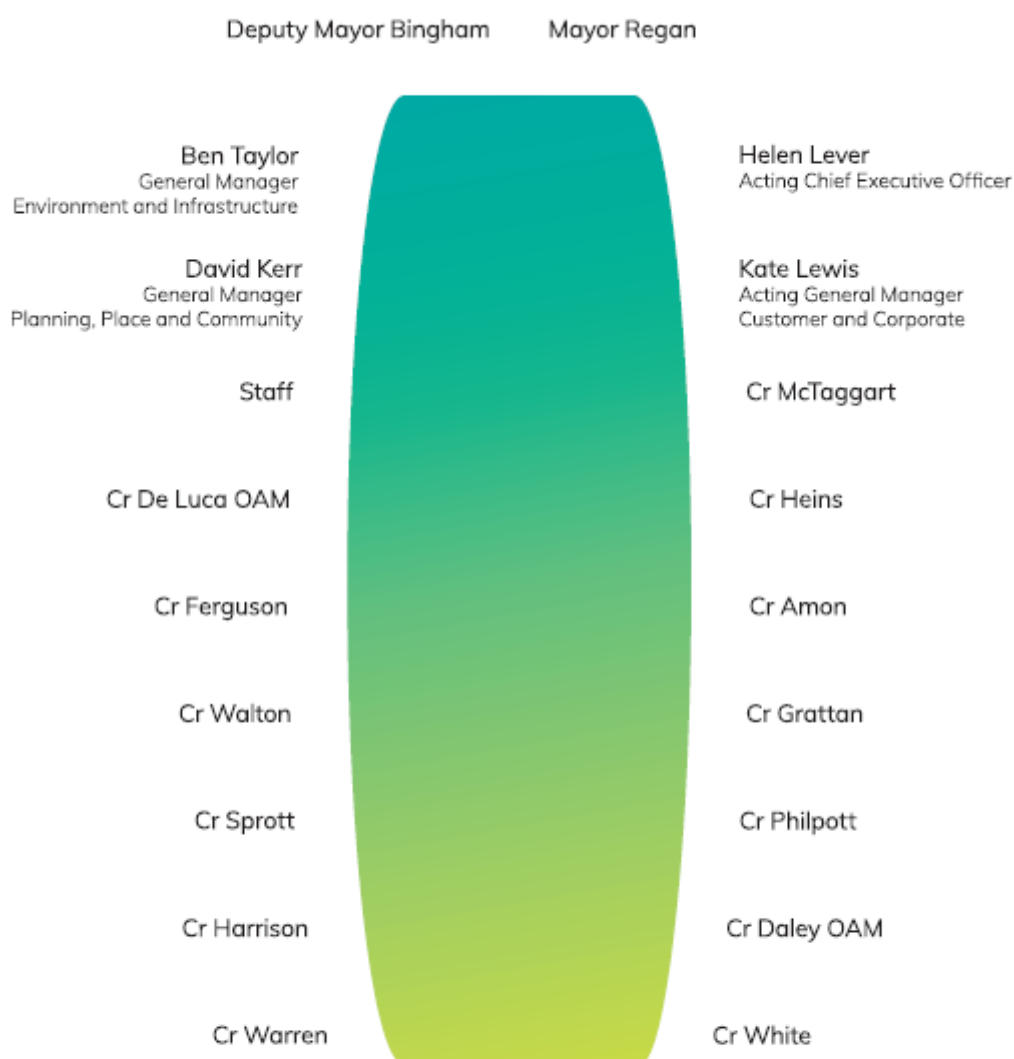 Deputy Mayor Bingham
Mayor Regan
Ben Taylor
General Manager
Environment and Infrastructure
Helen Lever
Acting Chief Executive Officer
David Kerr
General Manager
Planning, Place and Community
Kate Lewis
Acting General Manager
Customer and Corporate
Staff
Cr McTaggart
Cr De Luca OAM
Cr Heins
Cr Ferguson
Cr Amon
Cr Walton
Cr Grattan
Cr Sprott
Cr Philpott
Cr Harrison
Cr Daley OAM
Cr Warren
Cr White